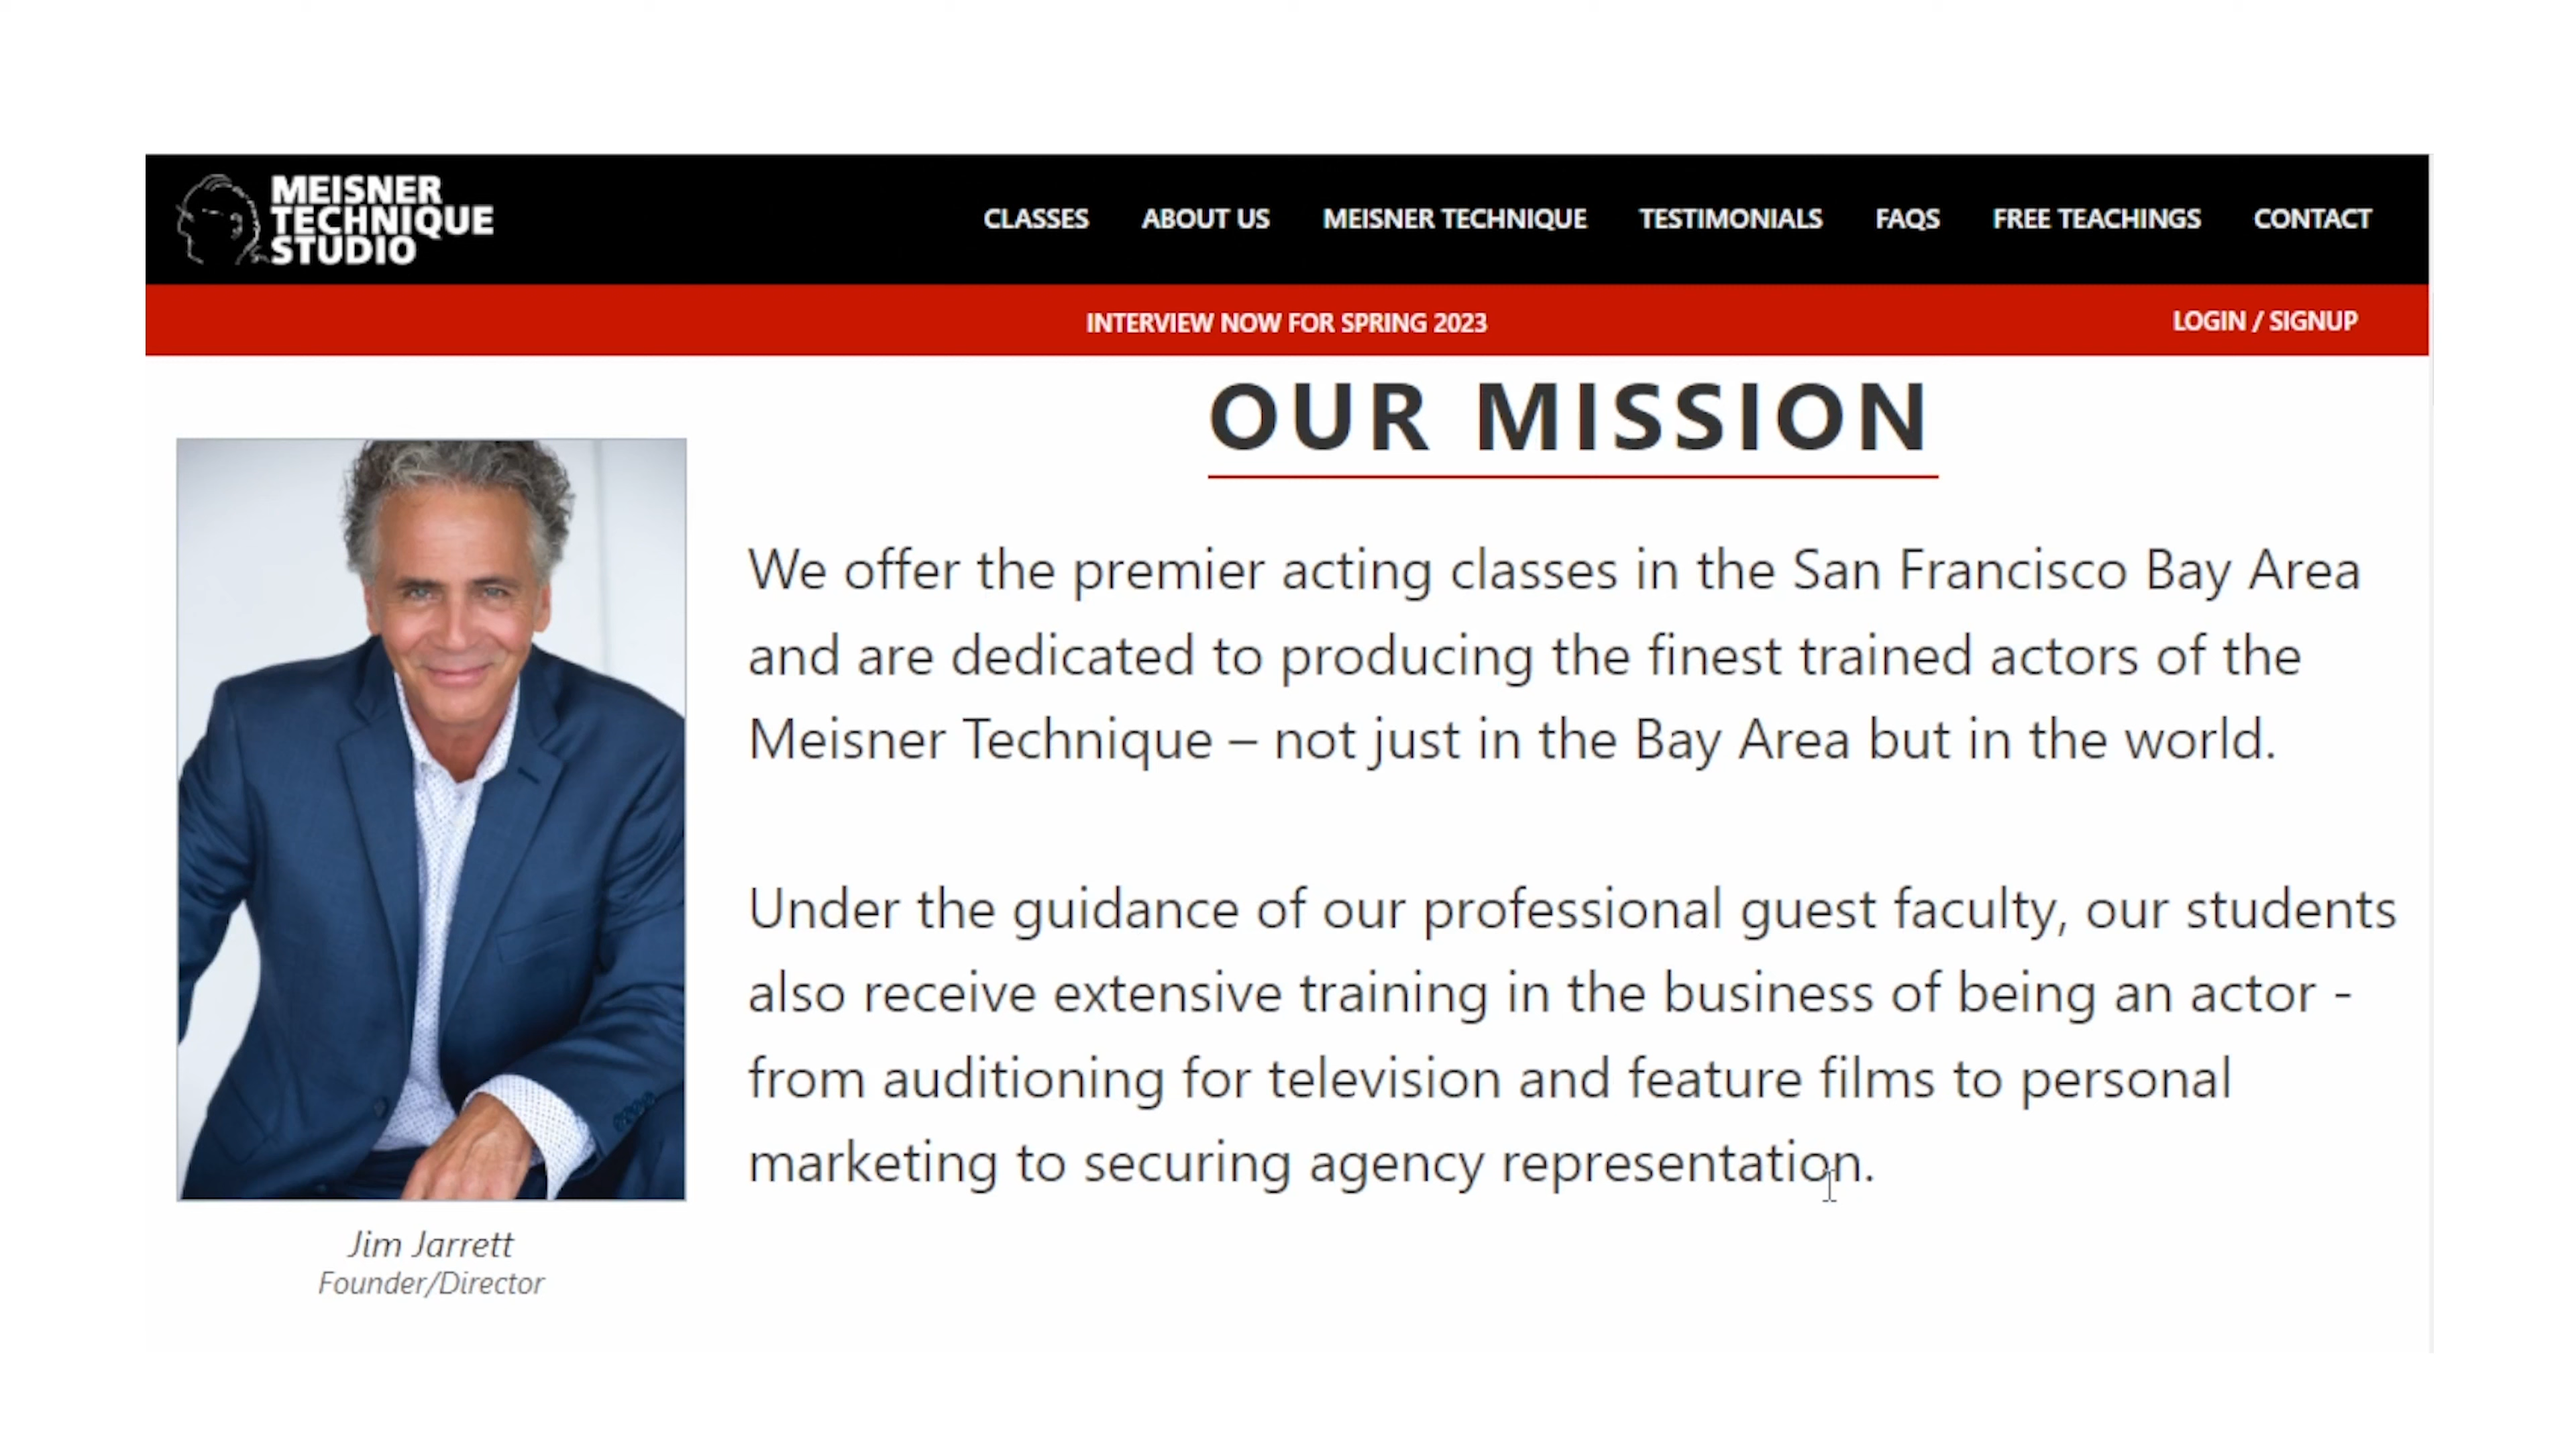 MEISNER
TECHNIQUE
STUDIO
CLASSES ABOUT US MEISNER TECHNIQUE TESTIMONIALS FAQS FREE TEACHINGS CONTACT
INTERVIEW NOW FOR SPRING 2023
LOGIN / SIGNUP
OUR MISSION
We offer the premier acting classes in the San Francisco Bay Area
and are dedicated to producing the finest trained actors of the
Meisner Technique – not just in the Bay Area but in the world.
Under the guidance of our professional guest faculty, our students
also receive extensive training in the business of being an actor -
from auditioning for television and feature films to personal
marketing to securing agency representation.
Jim Jarrett
Founder/Director